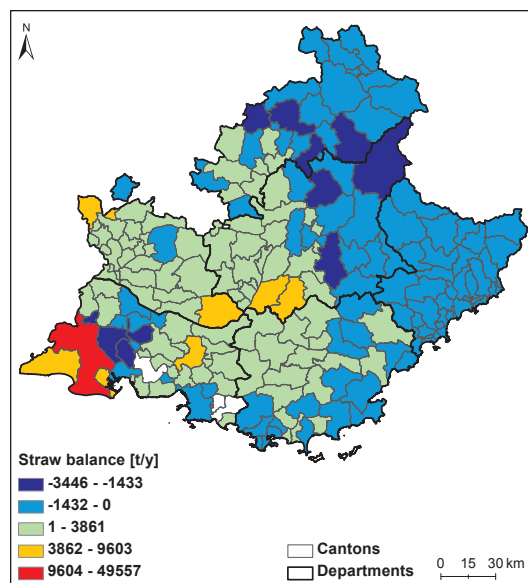 N
Straw balance [t/y]
-3446 - -1433
-1432 - 0
1 - 3861
3862 - 9603
9604 - 49557
Cantons
Departments
0 15 30 km